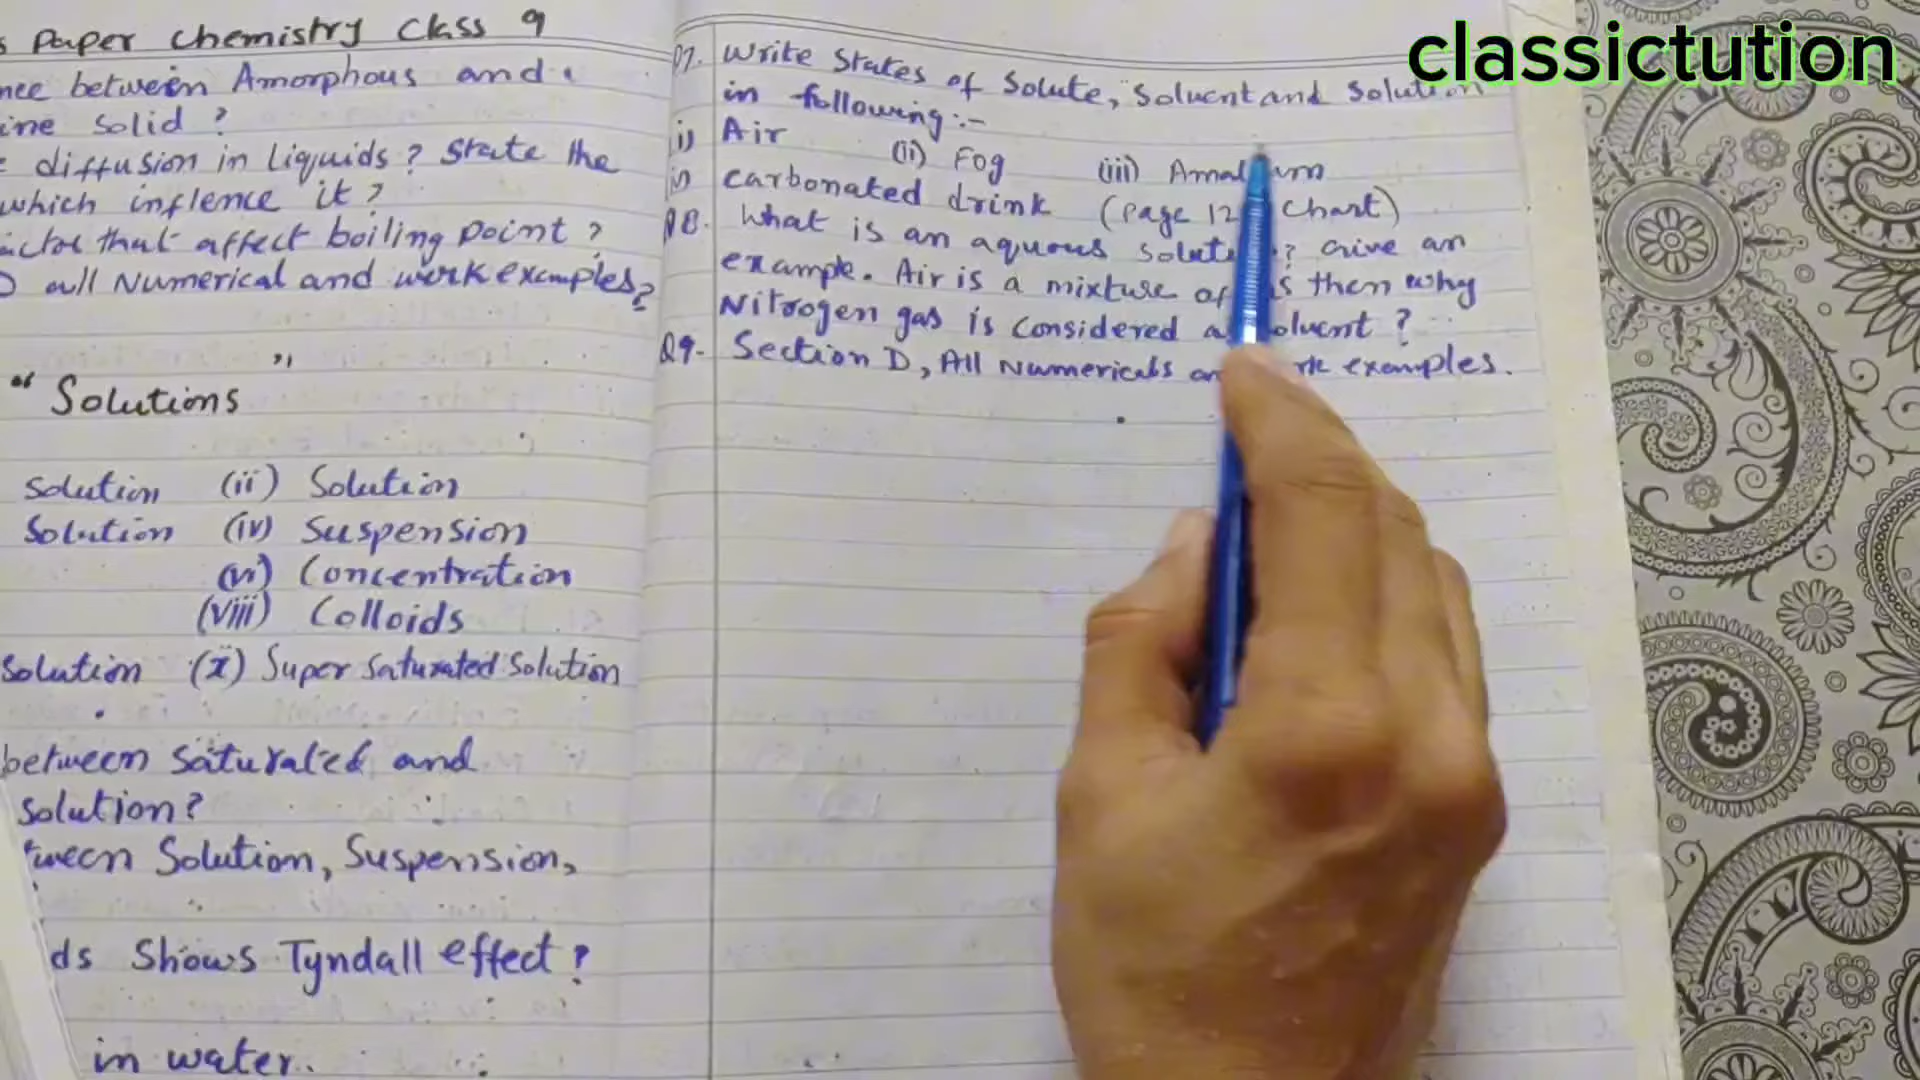 Paper Chemistry Class 9
between Amorphous and
solid ?
diffusion in Liquids ? State the
which inflence it ?
that affect boiling point ?
all Numerical and work examples ?
"Solutions
Solution (ii) Solution
Solution (iv) Suspension
(vi) Concentration
(viii) Colloids
Solution (x) Super saturated solution
between saturated and
solution?
Solution, Suspension,
Shows Tyndall effect?
in water.
classictution
Q7. Write States of Solute, Solvent and Solution
in following :-
i) Air (ii) Fog (iii)
carbonated drink (Page Chart)
Q8. What is an aquous ? Give an
example. Air is a mixture then why
Nitrogen gas is considered ?
Q9. Section D, All Numericals examples.